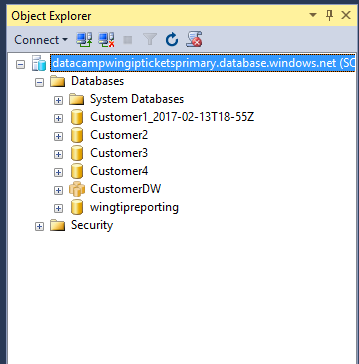 Object Explorer
Connect
datacampwingipticketsprimary.database.windows.net (SC
Databases
System Databases
Customer1_2017-02-13T18-55Z
Customer2
Customer3
Customer4
CustomerDW
wingtipreporting
Security